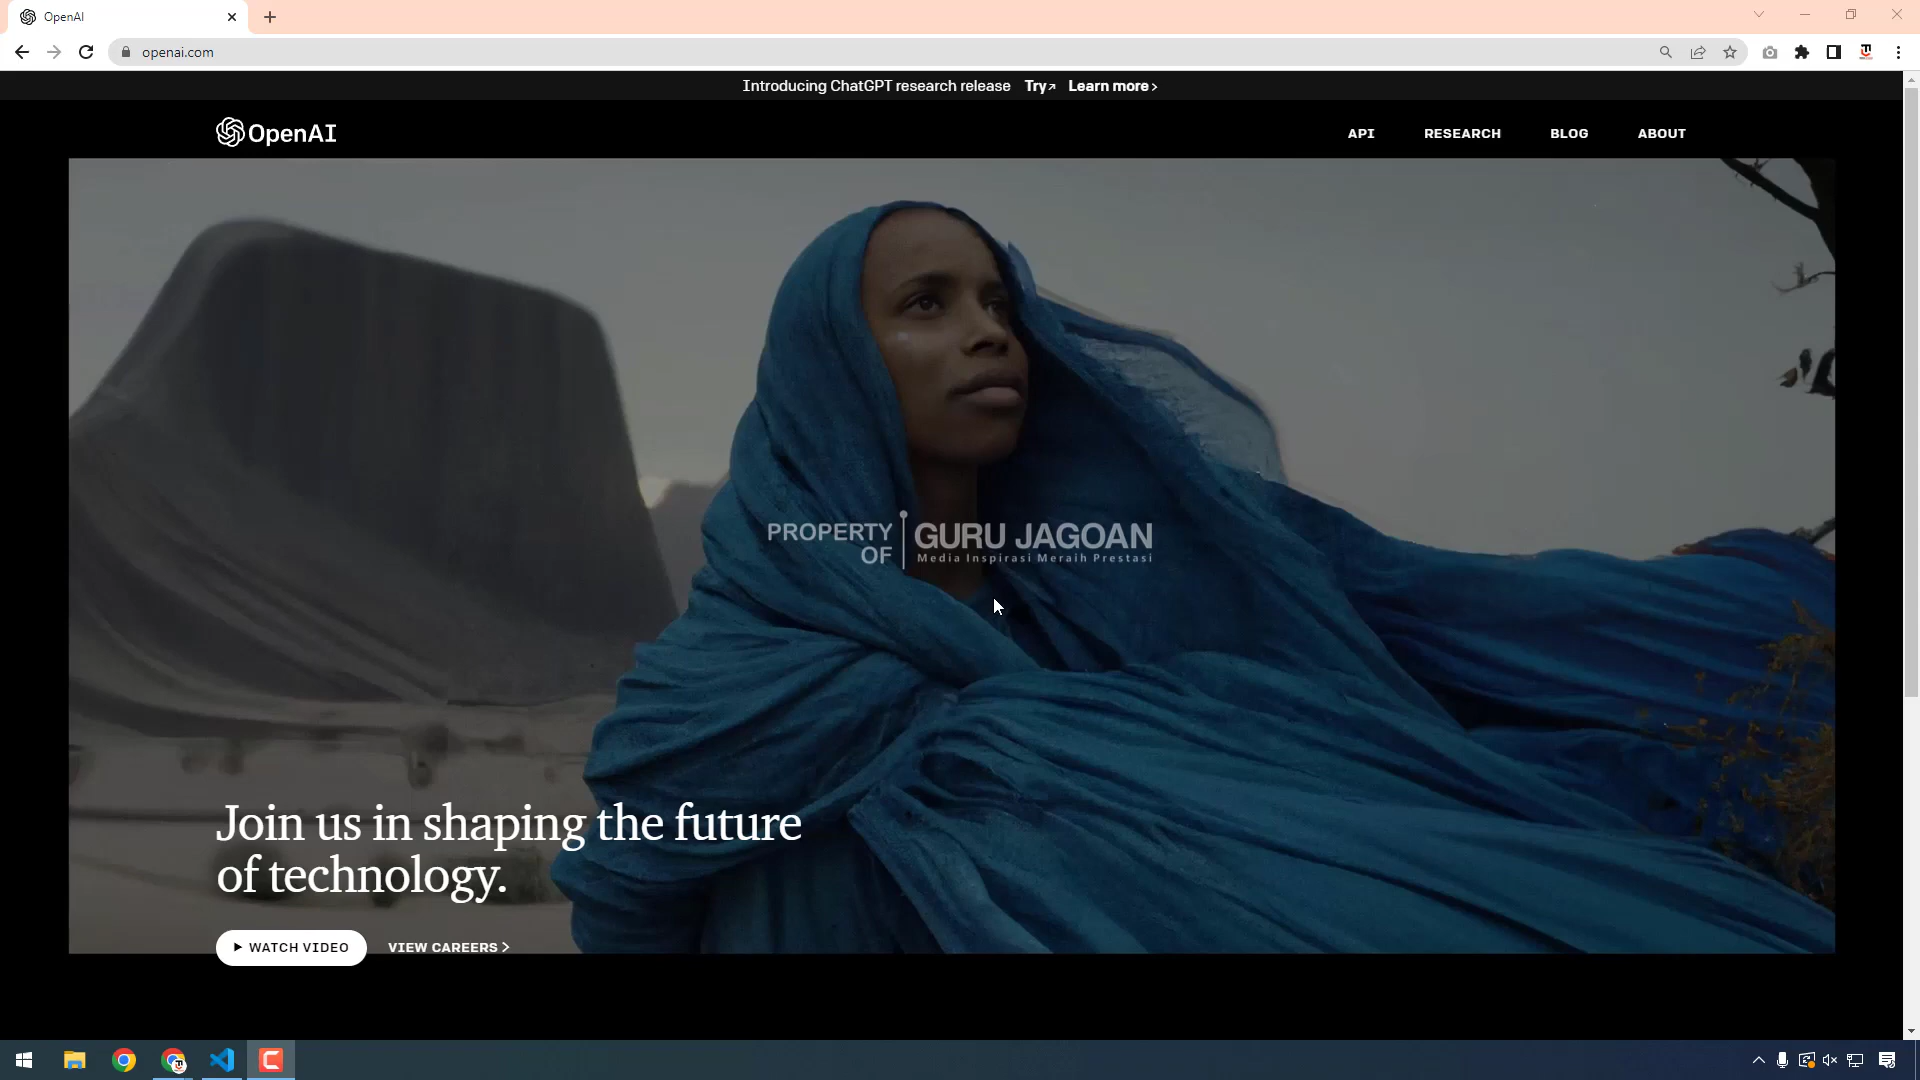 OpenAI
openai.com
Introducing ChatGPT research release Try↗ Learn more >
OpenAI
API RESEARCH BLOG ABOUT
PROPERTY OF
GURU JAGOAN
Media Inspirasi Meraih Prestasi
Join us in shaping the future
of technology.
WATCH VIDEO VIEW CAREERS >